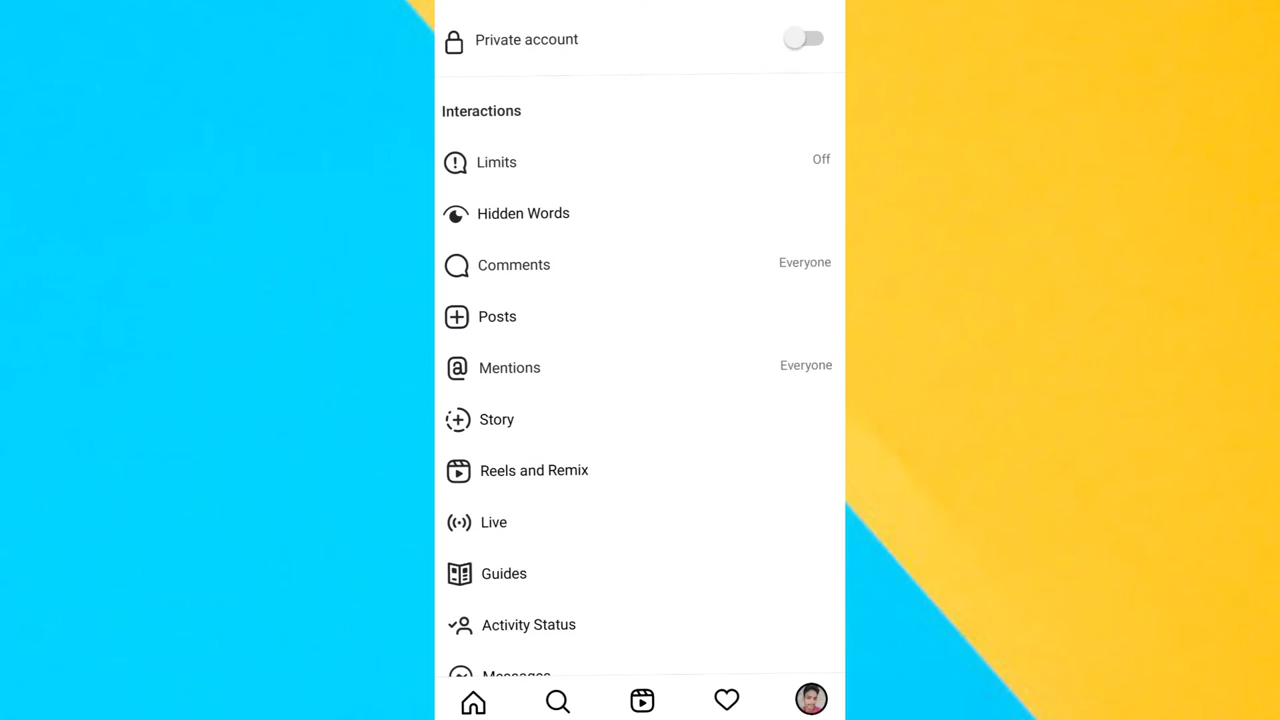 Private account
Interactions
Limits Off
Hidden Words
Comments Everyone
Posts
Mentions Everyone
Story
Reels and Remix
Live
Guides
Activity Status
Messages